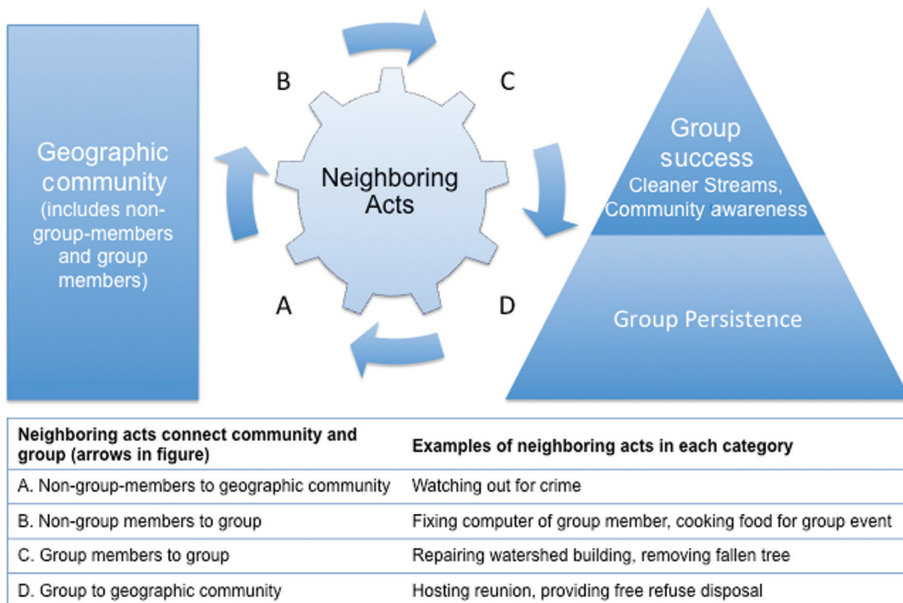 Geographic
community
(includes non-
group-members
and group
members)
B
C
Neighboring
Acts
A
D
Group
success
Cleaner Streams,
Community awareness
Group Persistence
Neighboring acts connect community and
group (arrows in figure)
Examples of neighboring acts in each category
A. Non-group-members to geographic community
Watching out for crime
B. Non-group members to group
Fixing computer of group member, cooking food for group event
C. Group members to group
Repairing watershed building, removing fallen tree
D. Group to geographic community
Hosting reunion, providing free refuse disposal